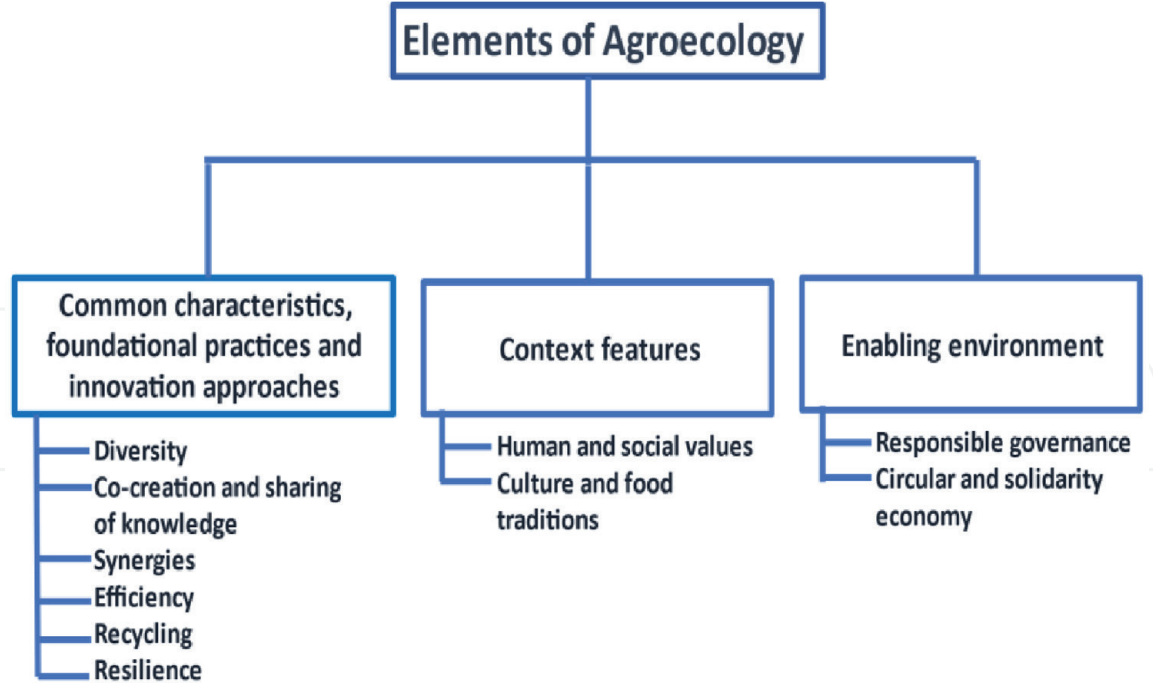 Elements of Agroecology
Common characteristics,
foundational practices and
innovation approaches
Diversity
Co-creation and sharing
of knowledge
Synergies
Efficiency
Recycling
Resilience
Context features
Human and social values
Culture and food
traditions
Enabling environment
Responsible governance
Circular and solidarity
economy